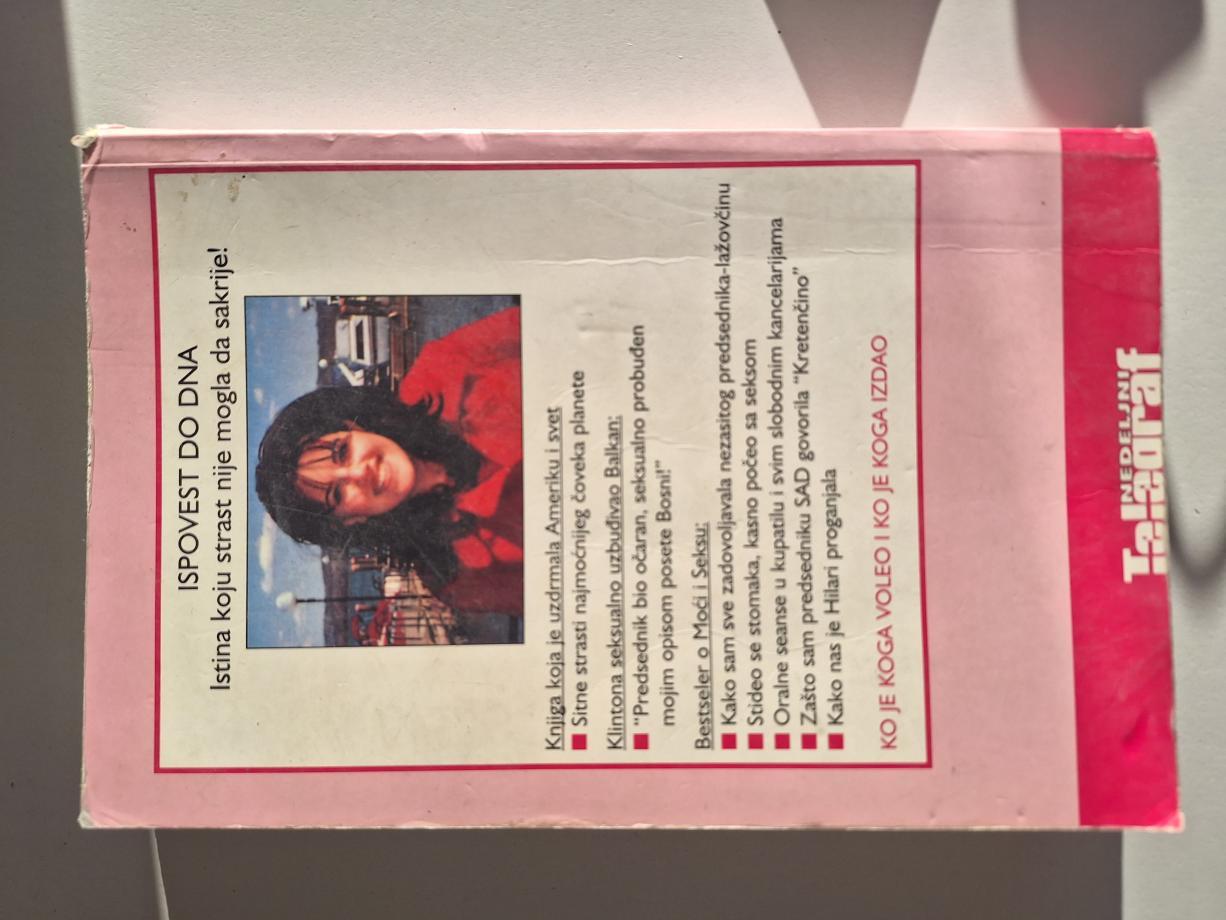 ISPOVEST DO DNA
Istina koju strast nije mogla da sakrije!
Knjiga koja je uzdrmala Ameriku i svet
Sitne strasti najmoćnijeg čoveka planete
Klintona seksualno uzbuđivao Balkan:
"Predsednik bio očaran, seksualno probuđen
mojim opisom posete Bosni!"
Bestseler o Moći i Seksu:
Kako sam sve zadovoljavala nezasitog predsednika-lažovčinu
Stideo se stomaka, kasno počeo sa seksom
Oralne seanse u kupatilu i svim slobodnim kancelarijama
Zašto sam predsedniku SAD govorila "Kretenčino"
Kako nas je Hilari proganjala
KO JE KOGA VOLEO I KO JE KOGA IZDAO
NEDELJNI
Telegraf